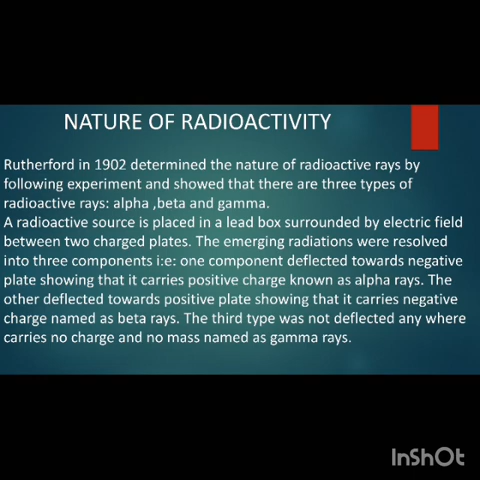 NATURE OF RADIOACTIVITY
Rutherford in 1902 determined the nature of radioactive rays by
following experiment and showed that there are three types of
radioactive rays: alpha ,beta and gamma.
A radioactive source is placed in a lead box surrounded by electric field
between two charged plates. The emerging radiations were resolved
into three components i:e: one component deflected towards negative
plate showing that it carries positive charge known as alpha rays. The
other deflected towards positive plate showing that it carries negative
charge named as beta rays. The third type was not deflected any where
carries no charge and no mass named as gamma rays.
InShOt